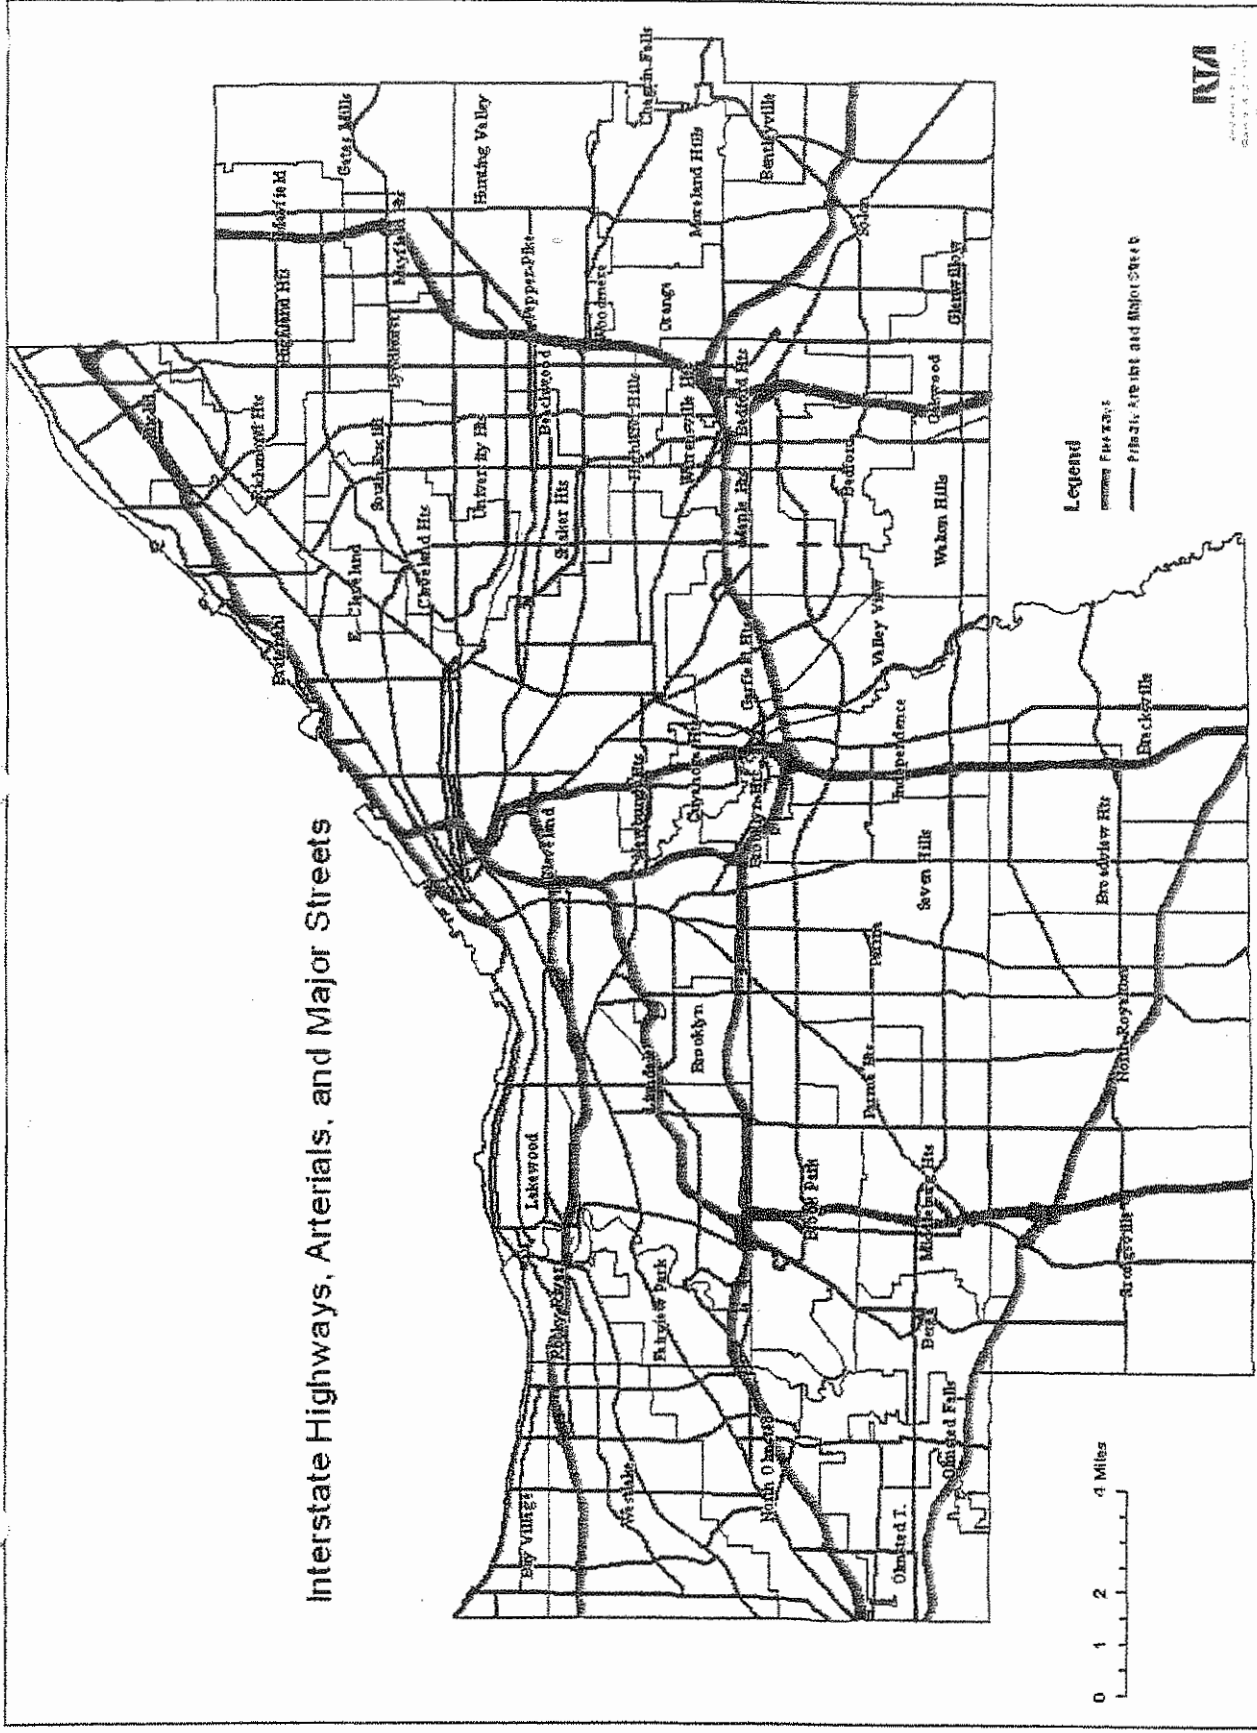 Interstate Highways, Arterials, and Major Streets
Euclid
Gates Mills
Mayfield
Highland Hts
Richmond Hts
Mayfield Hts
Lyndhurst
South Euclid
Hunting Valley
Bratenahl
E. Cleveland
Cleveland Hts
University Hts
Pepper Pike
Beachwood
Shaker Hts
Chagrin Falls
Woodmere
Orange
Moreland Hills
Highland Hills
Warrensville Hts
Bentleyville
Bedford Hts
Maple Hts
Garfield Hts
Cleveland
Newburgh Hts
Cuyahoga Hts
Brooklyn Hts
Solon
Glenwillow
Oakwood
Bedford
Walton Hills
Valley View
Independence
Seven Hills
Lakewood
Linndale
Brooklyn
Parma
Parma Hts
Brook Park
Middleburg Hts
Rocky River
Fairview Park
Bay Village
Westlake
North Olmsted
Olmsted T.
Olmsted Falls
Berea
Brecksville
Broadview Hts
North Royalton
Strongsville
Legend
Freeways
0 1 2 4 Miles